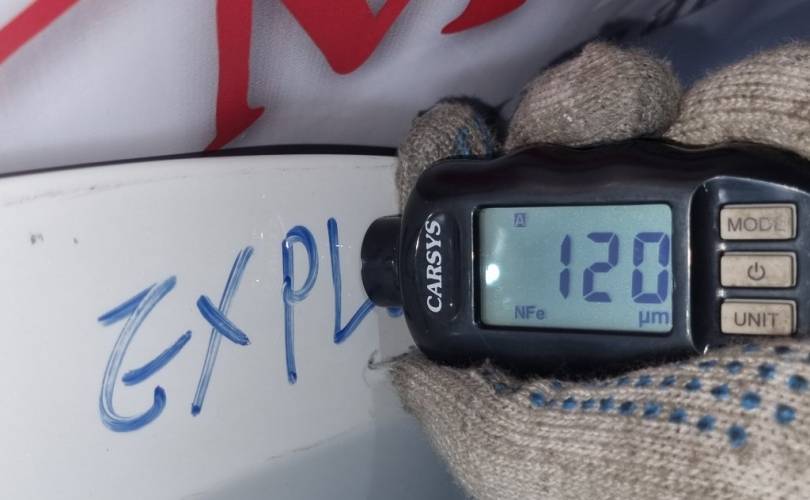 EXPL
CARSYS
A
120
NFe µm
MODE
UNIT